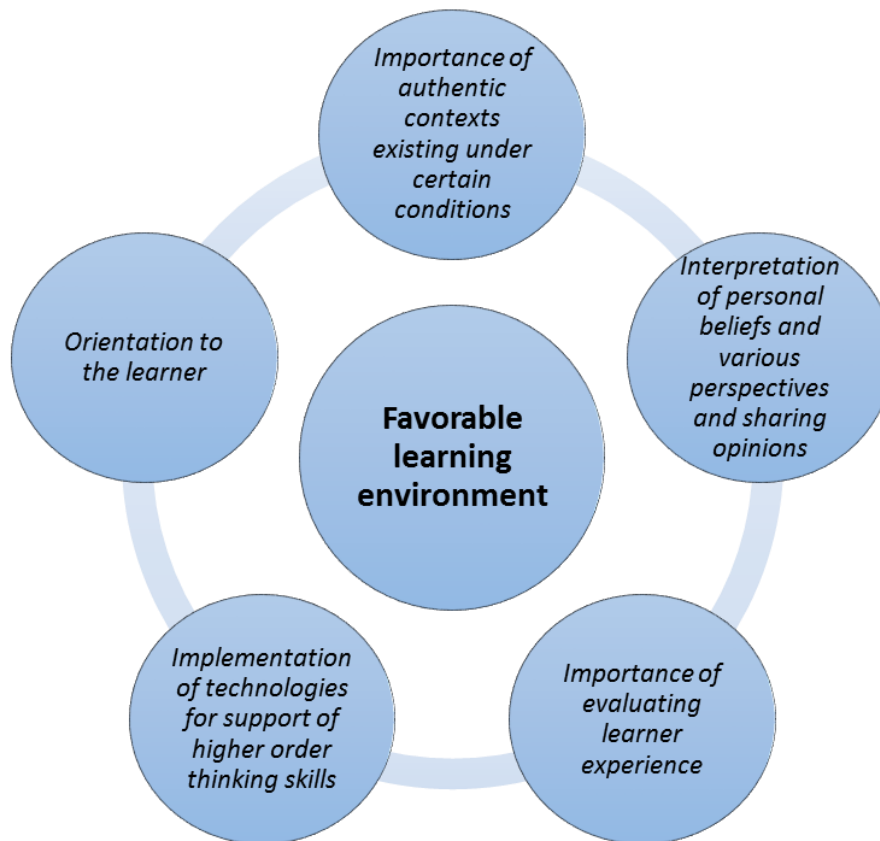 Importance of
authentic
contexts
existing under
certain
conditions
Interpretation
of personal
beliefs and
various
perspectives
and sharing
opinions
Orientation to
the learner
Favorable
learning
environment
Implementation
of technologies
for support of
higher order
thinking skills
Importance of
evaluating
learner
experience